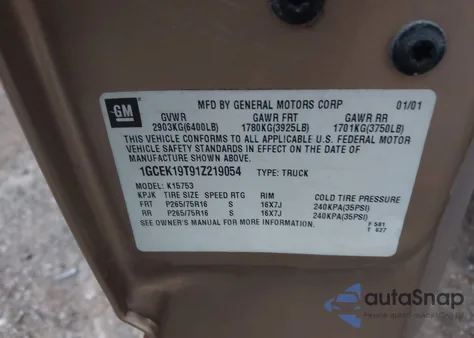 GM
MFD BY GENERAL MOTORS CORP 01/01
GVWR GAWR FRT GAWR RR
2903KG(6400LB) 1780KG(3925LB) 1701KG(3750LB)
THIS VEHICLE CONFORMS TO ALL APPLICABLE U.S. FEDERAL MOTOR
VEHICLE SAFETY STANDARDS IN EFFECT ON THE DATE OF
MANUFACTURE SHOWN ABOVE.
1GCEK19T91Z219054 TYPE: TRUCK
MODEL: K15753
KPJK TIRE SIZE SPEED RTG RIM COLD TIRE PRESSURE
FRT P265/75R16 S 16X7J 240KPA(35PSI)
RR P265/75R16 S 16X7J 240KPA(35PSI)
SEE OWNER'S MANUAL FOR MORE INFORMATION.
F 581
T 627
autoSnap